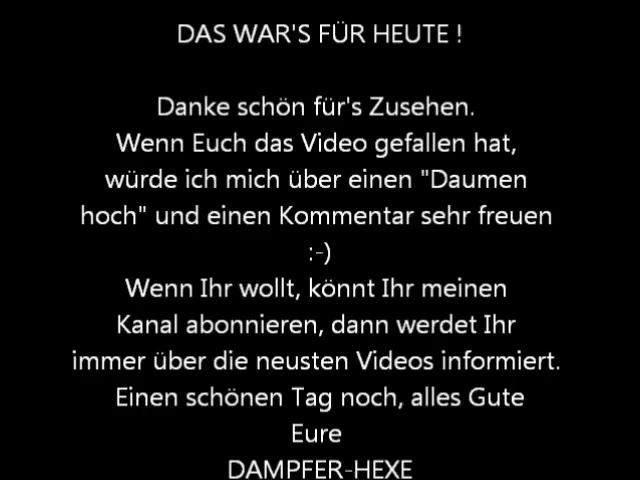 DAS WAR'S FÜR HEUTE !
Danke schön für's Zusehen.
Wenn Euch das Video gefallen hat,
würde ich mich über einen "Daumen
hoch" und einen Kommentar sehr freuen
:-)
Wenn Ihr wollt, könnt Ihr meinen
Kanal abonnieren, dann werdet Ihr
immer über die neusten Videos informiert.
Einen schönen Tag noch, alles Gute
Eure
DAMPFER-HEXE